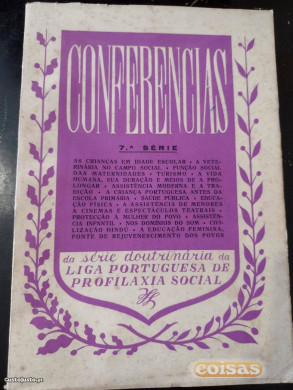 CONFERÊNCIAS
7.ª SÉRIE
AS CRIANÇAS EM IDADE ESCOLAR • A VETE-
RINÁRIA NO CAMPO SOCIAL • FUNÇÃO SOCIAL
DAS MATERNIDADES • TURISMO • A VIDA
HUMANA, SUA DURAÇÃO E MEIOS DE A PRO-
LONGAR • ASSISTÊNCIA MODERNA E A TRA-
DIÇÃO • A CRIANÇA PORTUGUESA ANTES DA
ESCOLA PRIMÁRIA • SAÚDE PÚBLICA • EDUCA-
ÇÃO FÍSICA • A ASSISTÊNCIA DE MENORES
A CINEMAS E ESPECTÁCULOS TEATRAIS •
PROTECÇÃO À MULHER DO POVO • ASSISTÊN-
CIA INFANTIL • NOS DOMÍNIOS DO SOM • CIVI-
LIZAÇÃO HINDÚ • A EDUCAÇÃO FEMININA,
FONTE DE REJUVENESCIMENTO DOS POVOS
da série doutrinária da
LIGA PORTUGUESA DE
PROFILAXIA SOCIAL
coisas